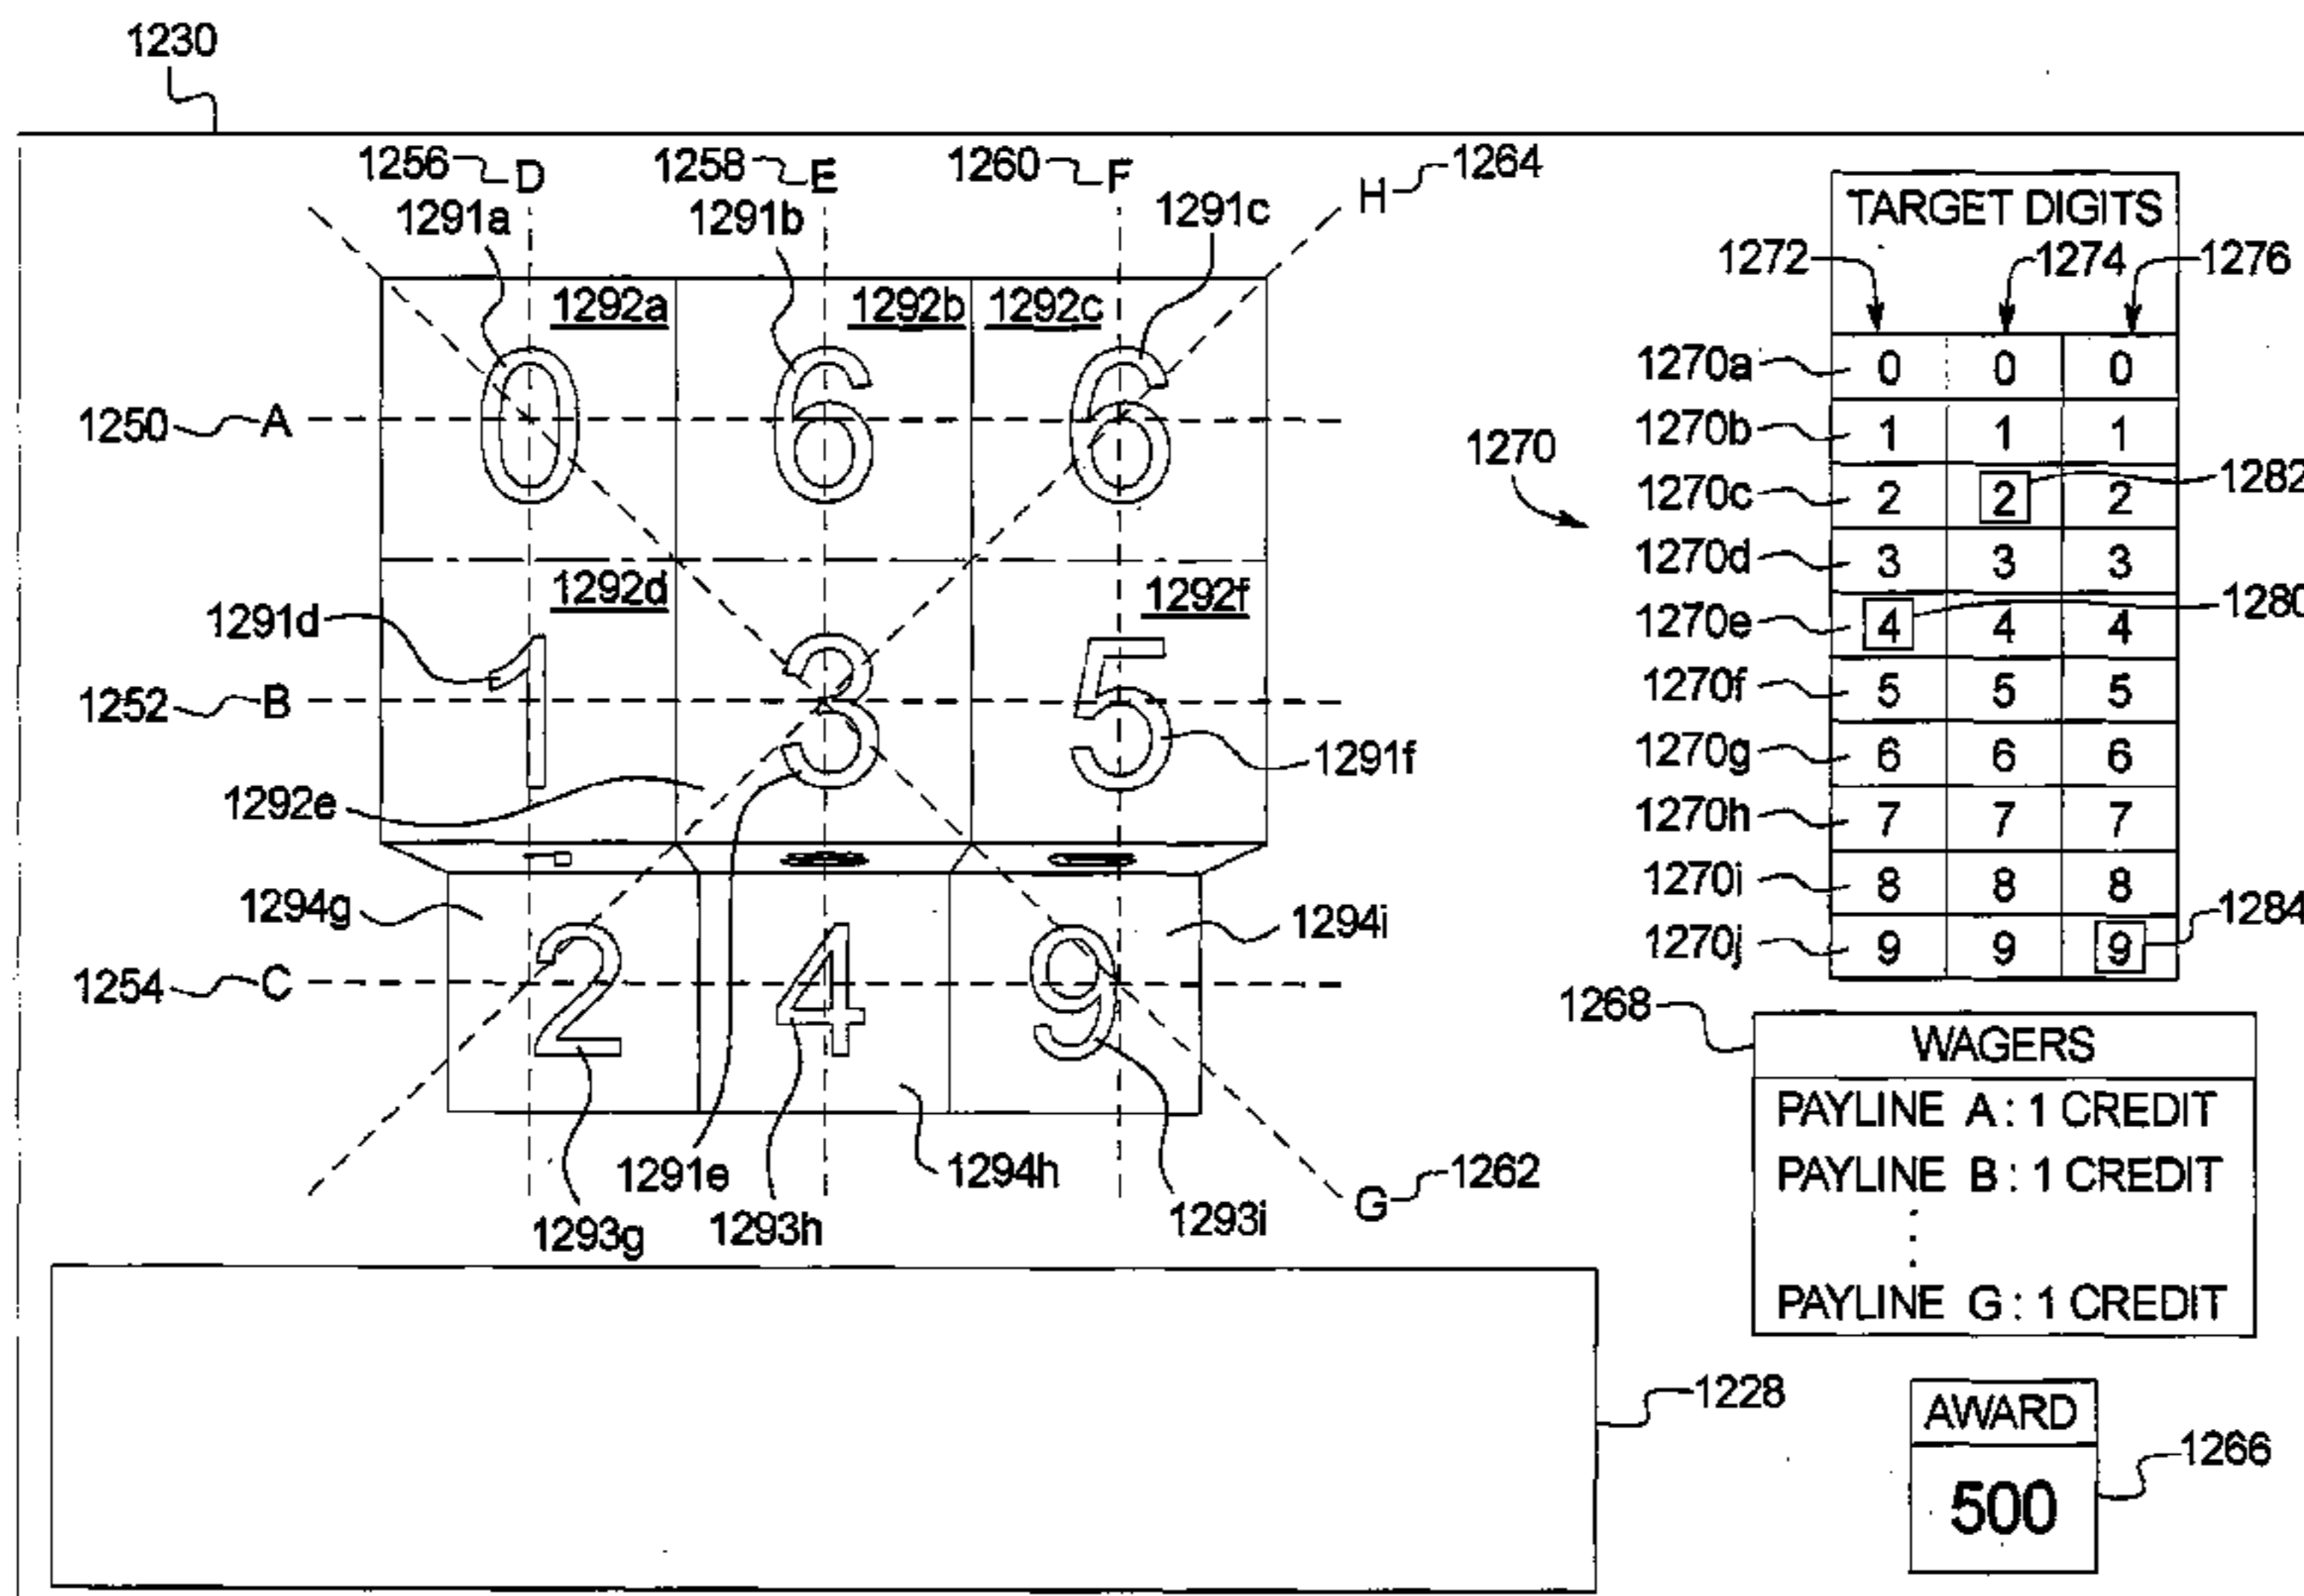 1230
1256 D 1258 E 1260 F H 1264
1291a 1291b 1291c
TARGET DIGITS
1272 1274 1276
1292a 1292b 1292c
0 6 6
1250 A
1270a 0 0 0
1270b 1 1 1
1270 1270c 2 2 2 1282
1270d 3 3 3
1292d 1292f
1291d
1270e 4 4 4 1280
1 3 5
1252 B
1270f 5 5 5
1291f
1270g 6 6 6
1292e
1270h 7 7 7
1270i 8 8 8
1294g 1294i 1284
1270j 9 9 9
1254 C
2 4 9
1268
WAGERS
PAYLINE A : 1 CREDIT
1291e 1294h
PAYLINE B : 1 CREDIT
1293g 1293h 1293i G 1262
PAYLINE G : 1 CREDIT
1228
AWARD
1266
500